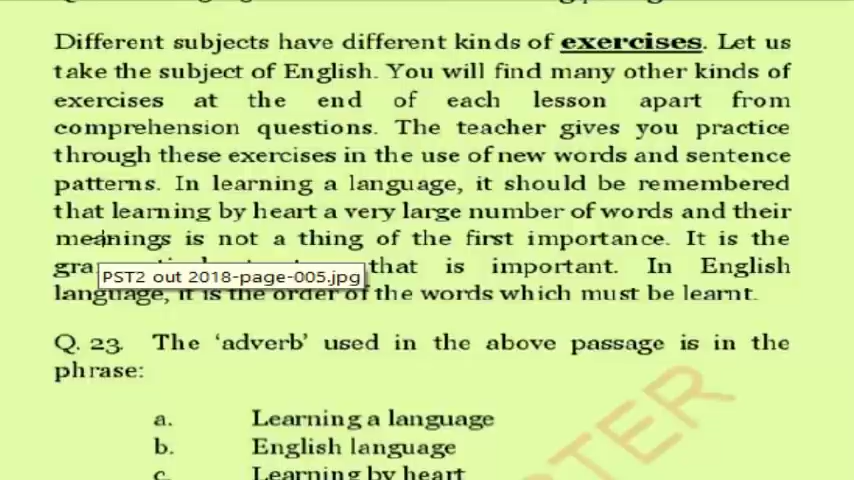 Different subjects have different kinds of exercises. Let us
take the subject of English. You will find many other kinds of
exercises at the end of each lesson apart from
comprehension questions. The teacher gives you practice
through these exercises in the use of new words and sentence
patterns. In learning a language, it should be remembered
that learning by heart a very large number of words and their
meanings is not a thing of the first importance. It is the
that is important. In English
PST2 out 2018-page-005.jpg
language, it is the order of the words which must be learnt.
Q. 23. The ‘adverb’ used in the above passage is in the
phrase:
a. Learning a language
b. English language
c. Learning by heart